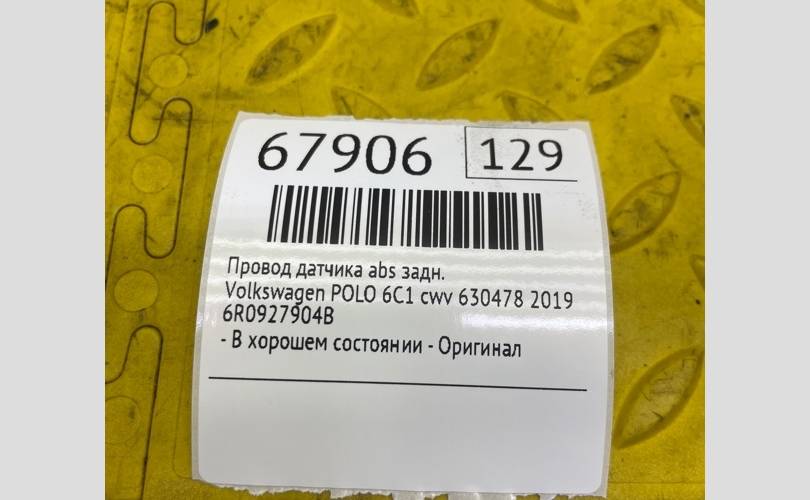 67906 129
Провод датчика abs задн.
Volkswagen POLO 6C1 cwv 630478 2019
6R0927904B
- В хорошем состоянии - Оригинал